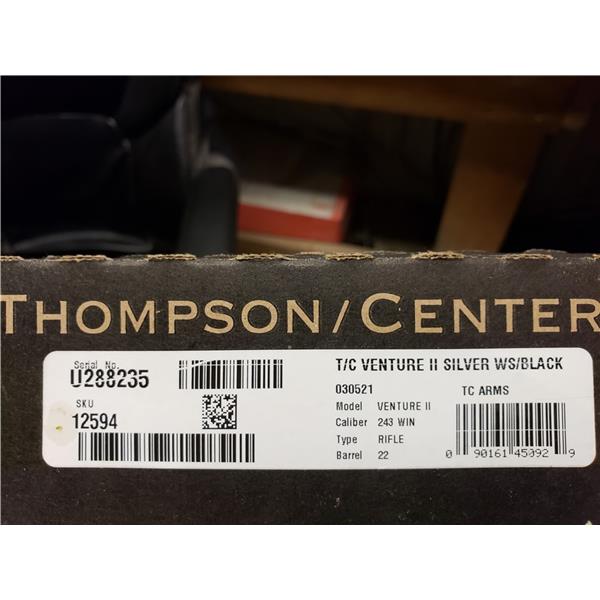 THOMPSON/CENTER
Serial No.
U288235
SKU
12594
T/C VENTURE II SILVER WS/BLACK
030521 TC ARMS
Model VENTURE II
Caliber 243 WIN
Type RIFLE
Barrel 22
0 90161 45092 9